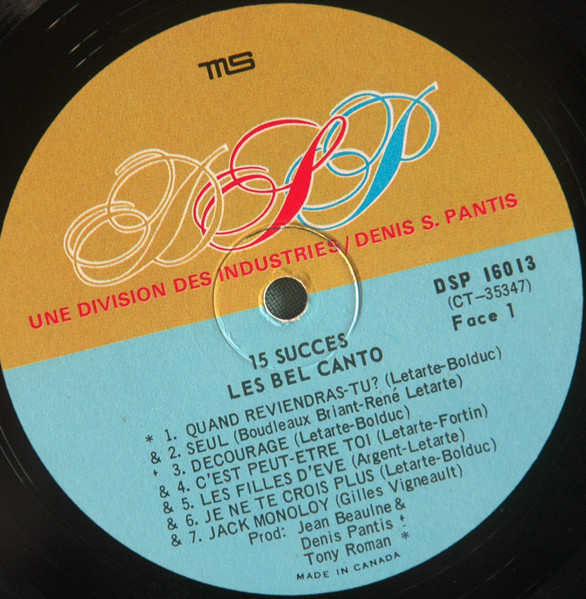 MS
DSP
UNE DIVISION DES INDUSTRIES/DENIS S. PANTIS
DSP 16013
(CT-35347)
Face 1
15 SUCCES
LES BEL CANTO
* 1. QUAND REVIENDRAS-TU? (Letarte-Bolduc)
& 2. SEUL (Boudleaux Briant-René Letarte)
+ 3. DECOURAGE (Letarte-Bolduc)
& 4. C'EST PEUT-ETRE TOI (Letarte-Fortin)
& 5. LES FILLES D'EVE (Argent-Letarte)
& 6. JE NE TE CROIS PLUS (Letarte-Bolduc)
& 7. JACK MONOLOY (Gilles Vigneault)
Prod: Jean Beaulne &
Denis Pantis +
Tony Roman *
MADE IN CANADA